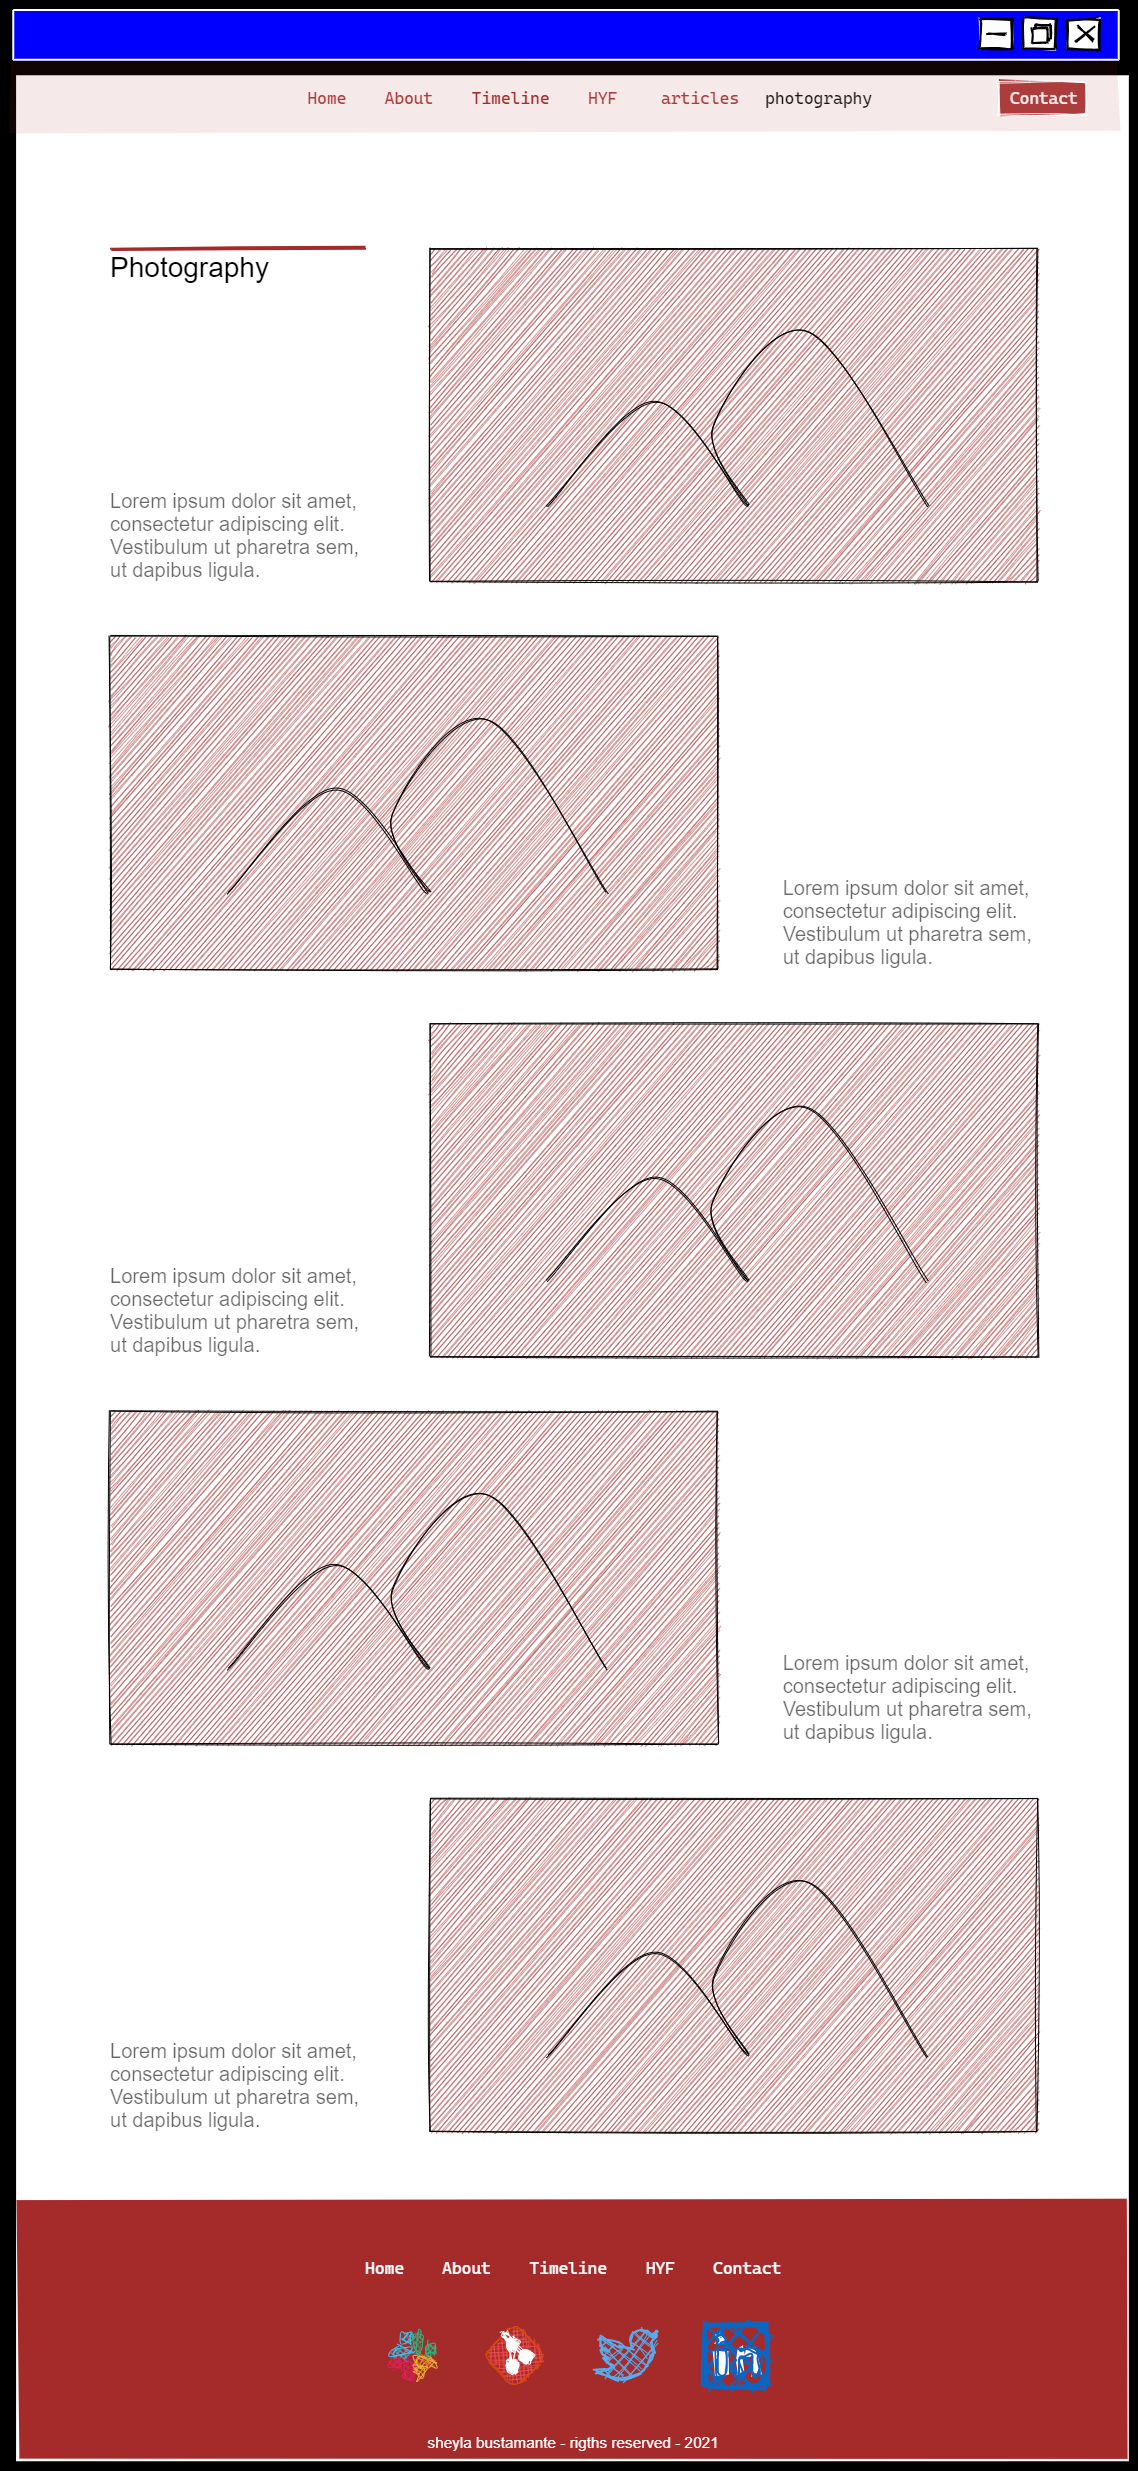 Home About Timeline HYF articles photography Contact
Photography
Lorem ipsum dolor sit amet,
consectetur adipiscing elit.
Vestibulum ut pharetra sem,
ut dapibus ligula.
Lorem ipsum dolor sit amet,
consectetur adipiscing elit.
Vestibulum ut pharetra sem,
ut dapibus ligula.
Lorem ipsum dolor sit amet,
consectetur adipiscing elit.
Vestibulum ut pharetra sem,
ut dapibus ligula.
Lorem ipsum dolor sit amet,
consectetur adipiscing elit.
Vestibulum ut pharetra sem,
ut dapibus ligula.
Lorem ipsum dolor sit amet,
consectetur adipiscing elit.
Vestibulum ut pharetra sem,
ut dapibus ligula.
Home About Timeline HYF Contact
in
sheyla bustamante - rigths reserved - 2021